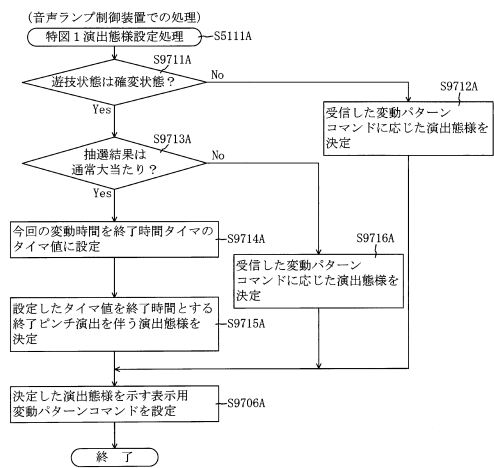 (音声ランプ制御装置での処理)
特図１演出態様設定処理
S5111A
S9711A
遊技状態は確変状態？
No
Yes
S9712A
受信した変動パターン
コマンドに応じた演出態様を
決定
S9713A
抽選結果は
通常大当たり？
No
Yes
今回の変動時間を終了時間タイマの
タイマ値に設定
S9714A
S9716A
受信した変動パターン
コマンドに応じた演出態様を
決定
設定したタイマ値を終了時間とする
終了ピンチ演出を伴う演出態様を
決定
S9715A
決定した演出態様を示す表示用
変動パターンコマンドを設定
S9706A
終 了